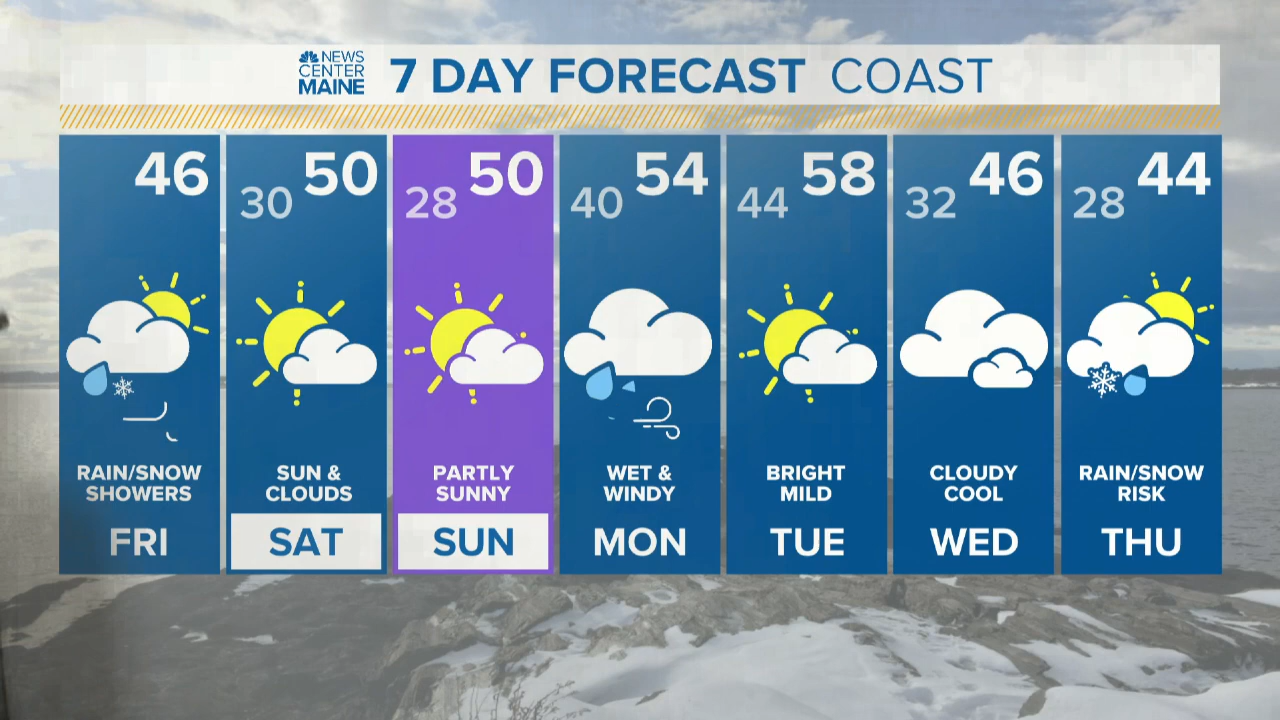 NEWS
CENTER
MAINE
7 DAY FORECAST COAST
46
30 50
28 50
40 54
44 58
32 46
28 44
RAIN/SNOW
SHOWERS
SUN &
CLOUDS
PARTLY
SUNNY
WET &
WINDY
BRIGHT
MILD
CLOUDY
COOL
RAIN/SNOW
RISK
FRI
SAT
SUN
MON
TUE
WED
THU